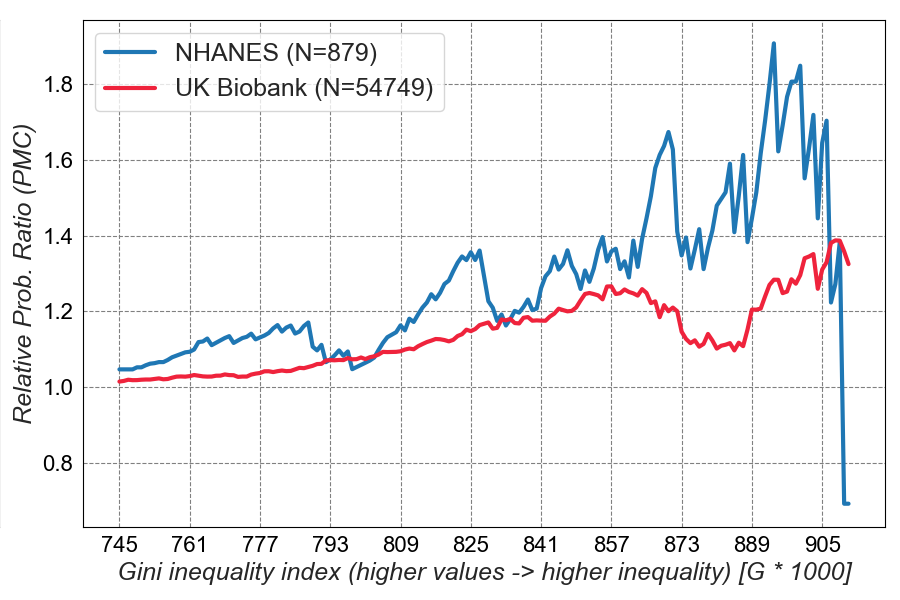 NHANES (N=879)
UK Biobank (N=54749)
Relative Prob. Ratio (PMC)
1.8
1.6
1.4
1.2
1.0
0.8
745 761 777 793 809 825 841 857 873 889 905
Gini inequality index (higher values -> higher inequality) [G * 1000]